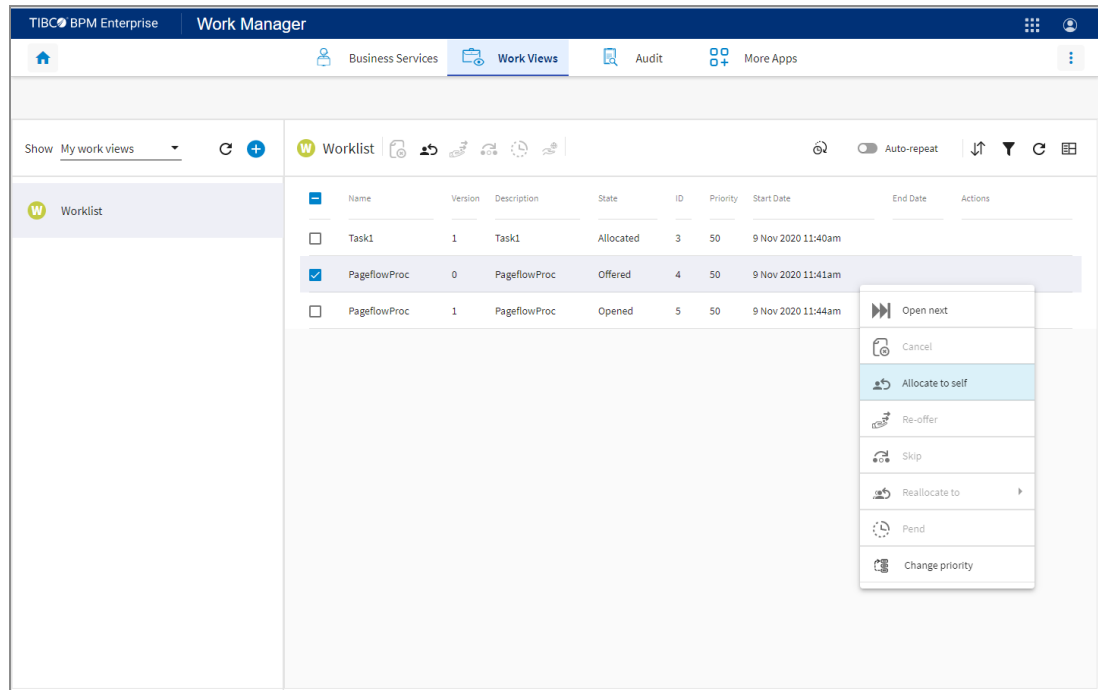 TIBCO BPM Enterprise Work Manager
Business Services Work Views Audit More Apps
Show My work views W Worklist Auto-repeat
W Worklist
Name Version Description State ID Priority Start Date End Date Actions
Task1 1 Task1 Allocated 3 50 9 Nov 2020 11:40am
PageflowProc 0 PageflowProc Offered 4 50 9 Nov 2020 11:41am
PageflowProc 1 PageflowProc Opened 5 50 9 Nov 2020 11:44am
Open next
Cancel
Allocate to self
Re-offer
Skip
Reallocate to
Pend
Change priority